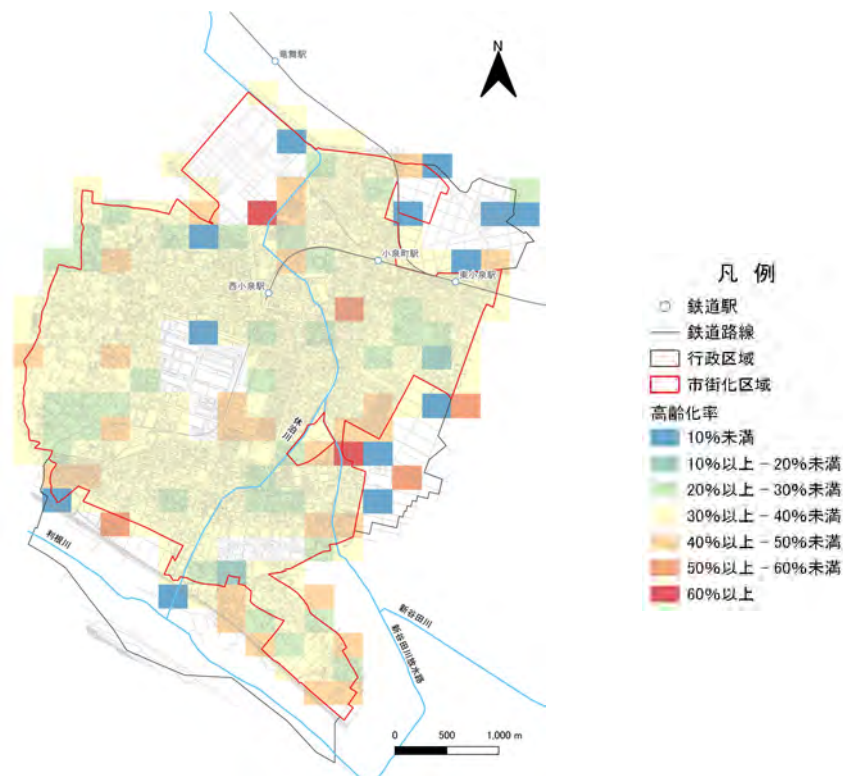 竜舞駅
N
小泉町駅
東小泉駅
西小泉駅
休泊川
利根川
新谷田川
新谷田川放水路
0 500 1,000 m
凡 例
鉄道駅
鉄道路線
行政区域
市街化区域
高齢化率
10%未満
10%以上 - 20%未満
20%以上 - 30%未満
30%以上 - 40%未満
40%以上 - 50%未満
50%以上 - 60%未満
60%以上